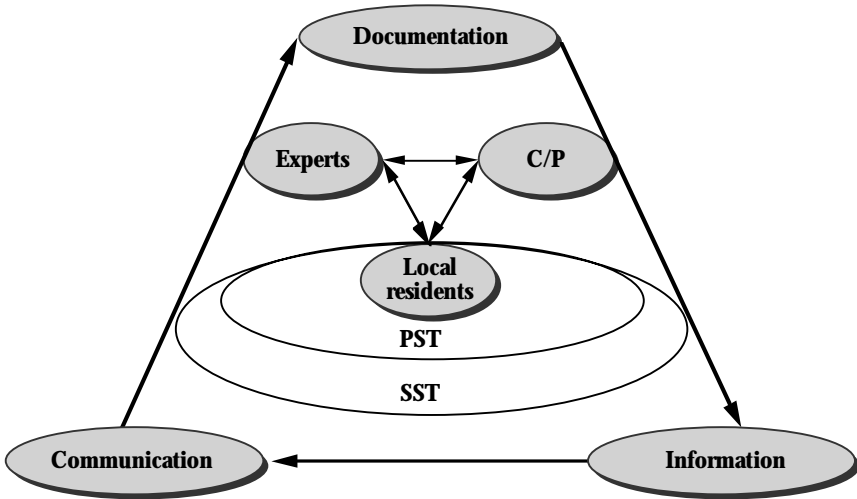 Documentation
Experts
C/P
Local
residents
PST
SST
Communication
Information